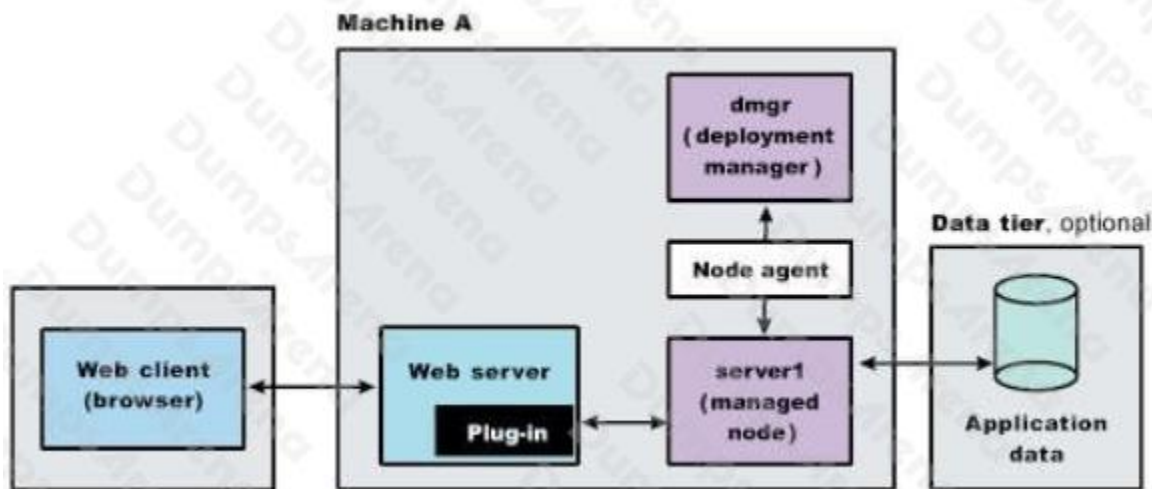 Machine A
dmgr
(deployment
manager)
Node agent
Data tier, optional
Web client
(browser)
Web server
Plug-in
server1
(managed
node)
Application
data
DumpsArena